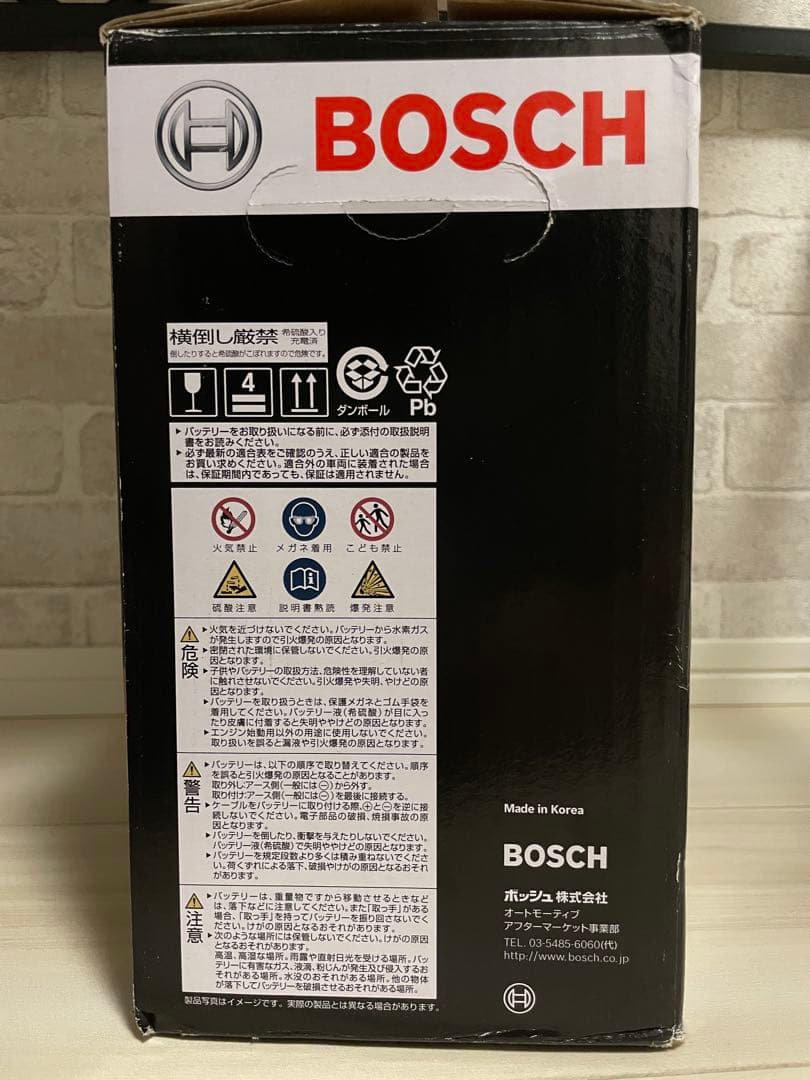 BOSCH
横倒し厳禁 希硫酸入り
充電済
倒したりすると希硫酸がこぼれますので危険です。
4
ダンボール Pb
▶バッテリーをお取り扱いになる前に、必ず添付の取扱説明
書をお読みください。
▶必ず最新の適合表をご確認のうえ、正しい適合の製品を
お買い求めください。適合外の車両に装着された場合
は、保証期間内であっても、保証は適用されません。
火気禁止 メガネ着用 こども禁止
硫酸注意 説明書熟読 爆発注意
危険
▶火気を近づけないでください。バッテリーから水素ガス
が発生しますので引火爆発の原因となります。
▶密閉された環境に保管しないでください。引火爆発の原
因となります。
▶子供やバッテリーの取扱方法、危険性を理解していない者
に触れさせないでください。引火爆発や失明、やけどの原
因となります。
▶バッテリーを取り扱うときは、保護メガネとゴム手袋を
着用してください。バッテリー液(希硫酸)が目に入っ
たり皮膚に付着すると失明ややけどの原因となります。
▶エンジン始動用以外の用途に使用しないでください。
取り扱いを誤ると漏液や引火爆発の原因となります。
警告
▶バッテリーは、以下の順序で取り替えてください。順序
を誤ると引火爆発の原因となることがあります。
取り外し:アース側(一般には⊖)から外す。
取り付け:アース側(一般には⊖)を最後に接続する。
▶ケーブルをバッテリーに取り付ける際、⊕と⊖を逆に接
続しないでください。電子部品の破損、焼損事故の原
因となります。
▶バッテリーを倒したり、衝撃を与えたりしないでください。
バッテリー液(希硫酸)で失明ややけどの原因となります。
▶バッテリーを規定段数より多くは積み重ねないでくださ
い。荷くずれによる落下、破損やけがの原因となるおそれ
があります。
注意
▶バッテリーは、重量物ですから移動させるときなど
は、落下などに注意してください。また「取っ手」がある
場合、「取っ手」を持ってバッテリーを振り回さないでく
ださい。けがの原因となるおそれがあります。
▶次のような場所には保管しないでください。けがの原因
となるおそれがあります。
高温、高湿な場所。雨露や直射日光を受ける場所。バッ
テリーに有害なガス、液滴、粉じんが発生及び侵入するお
それがある場所。水没のおそれがある場所。他の物体
が落下してバッテリーを破損させるおそれがある場所。
製品写真はイメージです。実際の製品とは異なる場合があります。
Made in Korea
BOSCH
ボッシュ株式会社
オートモーティブ
アフターマーケット事業部
TEL. 03-5485-6060(代)
http://www.bosch.co.jp